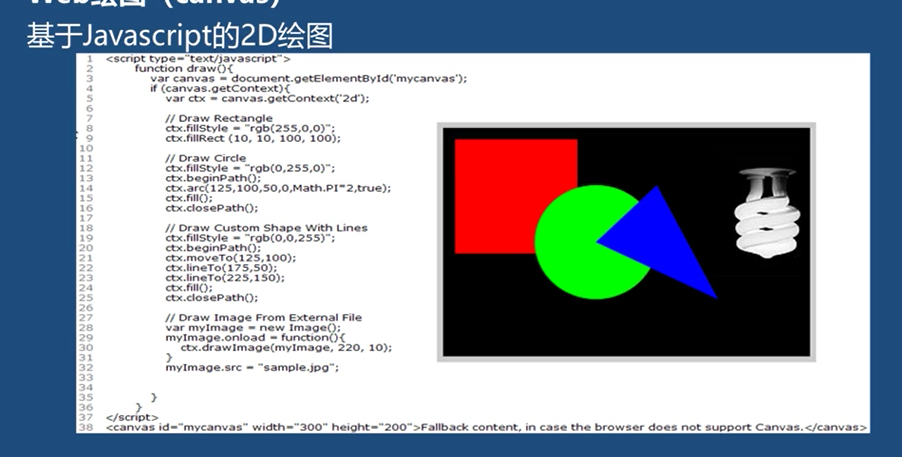 Web绘图（canvas）
基于Javascript的2D绘图
1 <script type="text/javascript">
2 function draw(){
3 var canvas = document.getElementById('mycanvas');
4 if (canvas.getContext){
5 var ctx = canvas.getContext('2d');
6
7 // Draw Rectangle
8 ctx.fillStyle = "rgb(255,0,0)";
9 ctx.fillRect (10, 10, 100, 100);
10
11 // Draw Circle
12 ctx.fillStyle = "rgb(0,255,0)";
13 ctx.beginPath();
14 ctx.arc(125,100,50,0,Math.PI*2,true);
15 ctx.fill();
16 ctx.closePath();
17
18 // Draw Custom Shape With Lines
19 ctx.fillStyle = "rgb(0,0,255)";
20 ctx.beginPath();
21 ctx.moveTo(125,100);
22 ctx.lineTo(175,50);
23 ctx.lineTo(225,150);
24 ctx.fill();
25 ctx.closePath();
26
27 // Draw Image From External File
28 var myImage = new Image();
29 myImage.onload = function(){
30 ctx.drawImage(myImage, 220, 10);
31 }
32 myImage.src = "sample.jpg";
33
34
35 }
36 }
37 </script>
38 <canvas id="mycanvas" width="300" height="200">Fallback content, in case the browser does not support Canvas.</canvas>